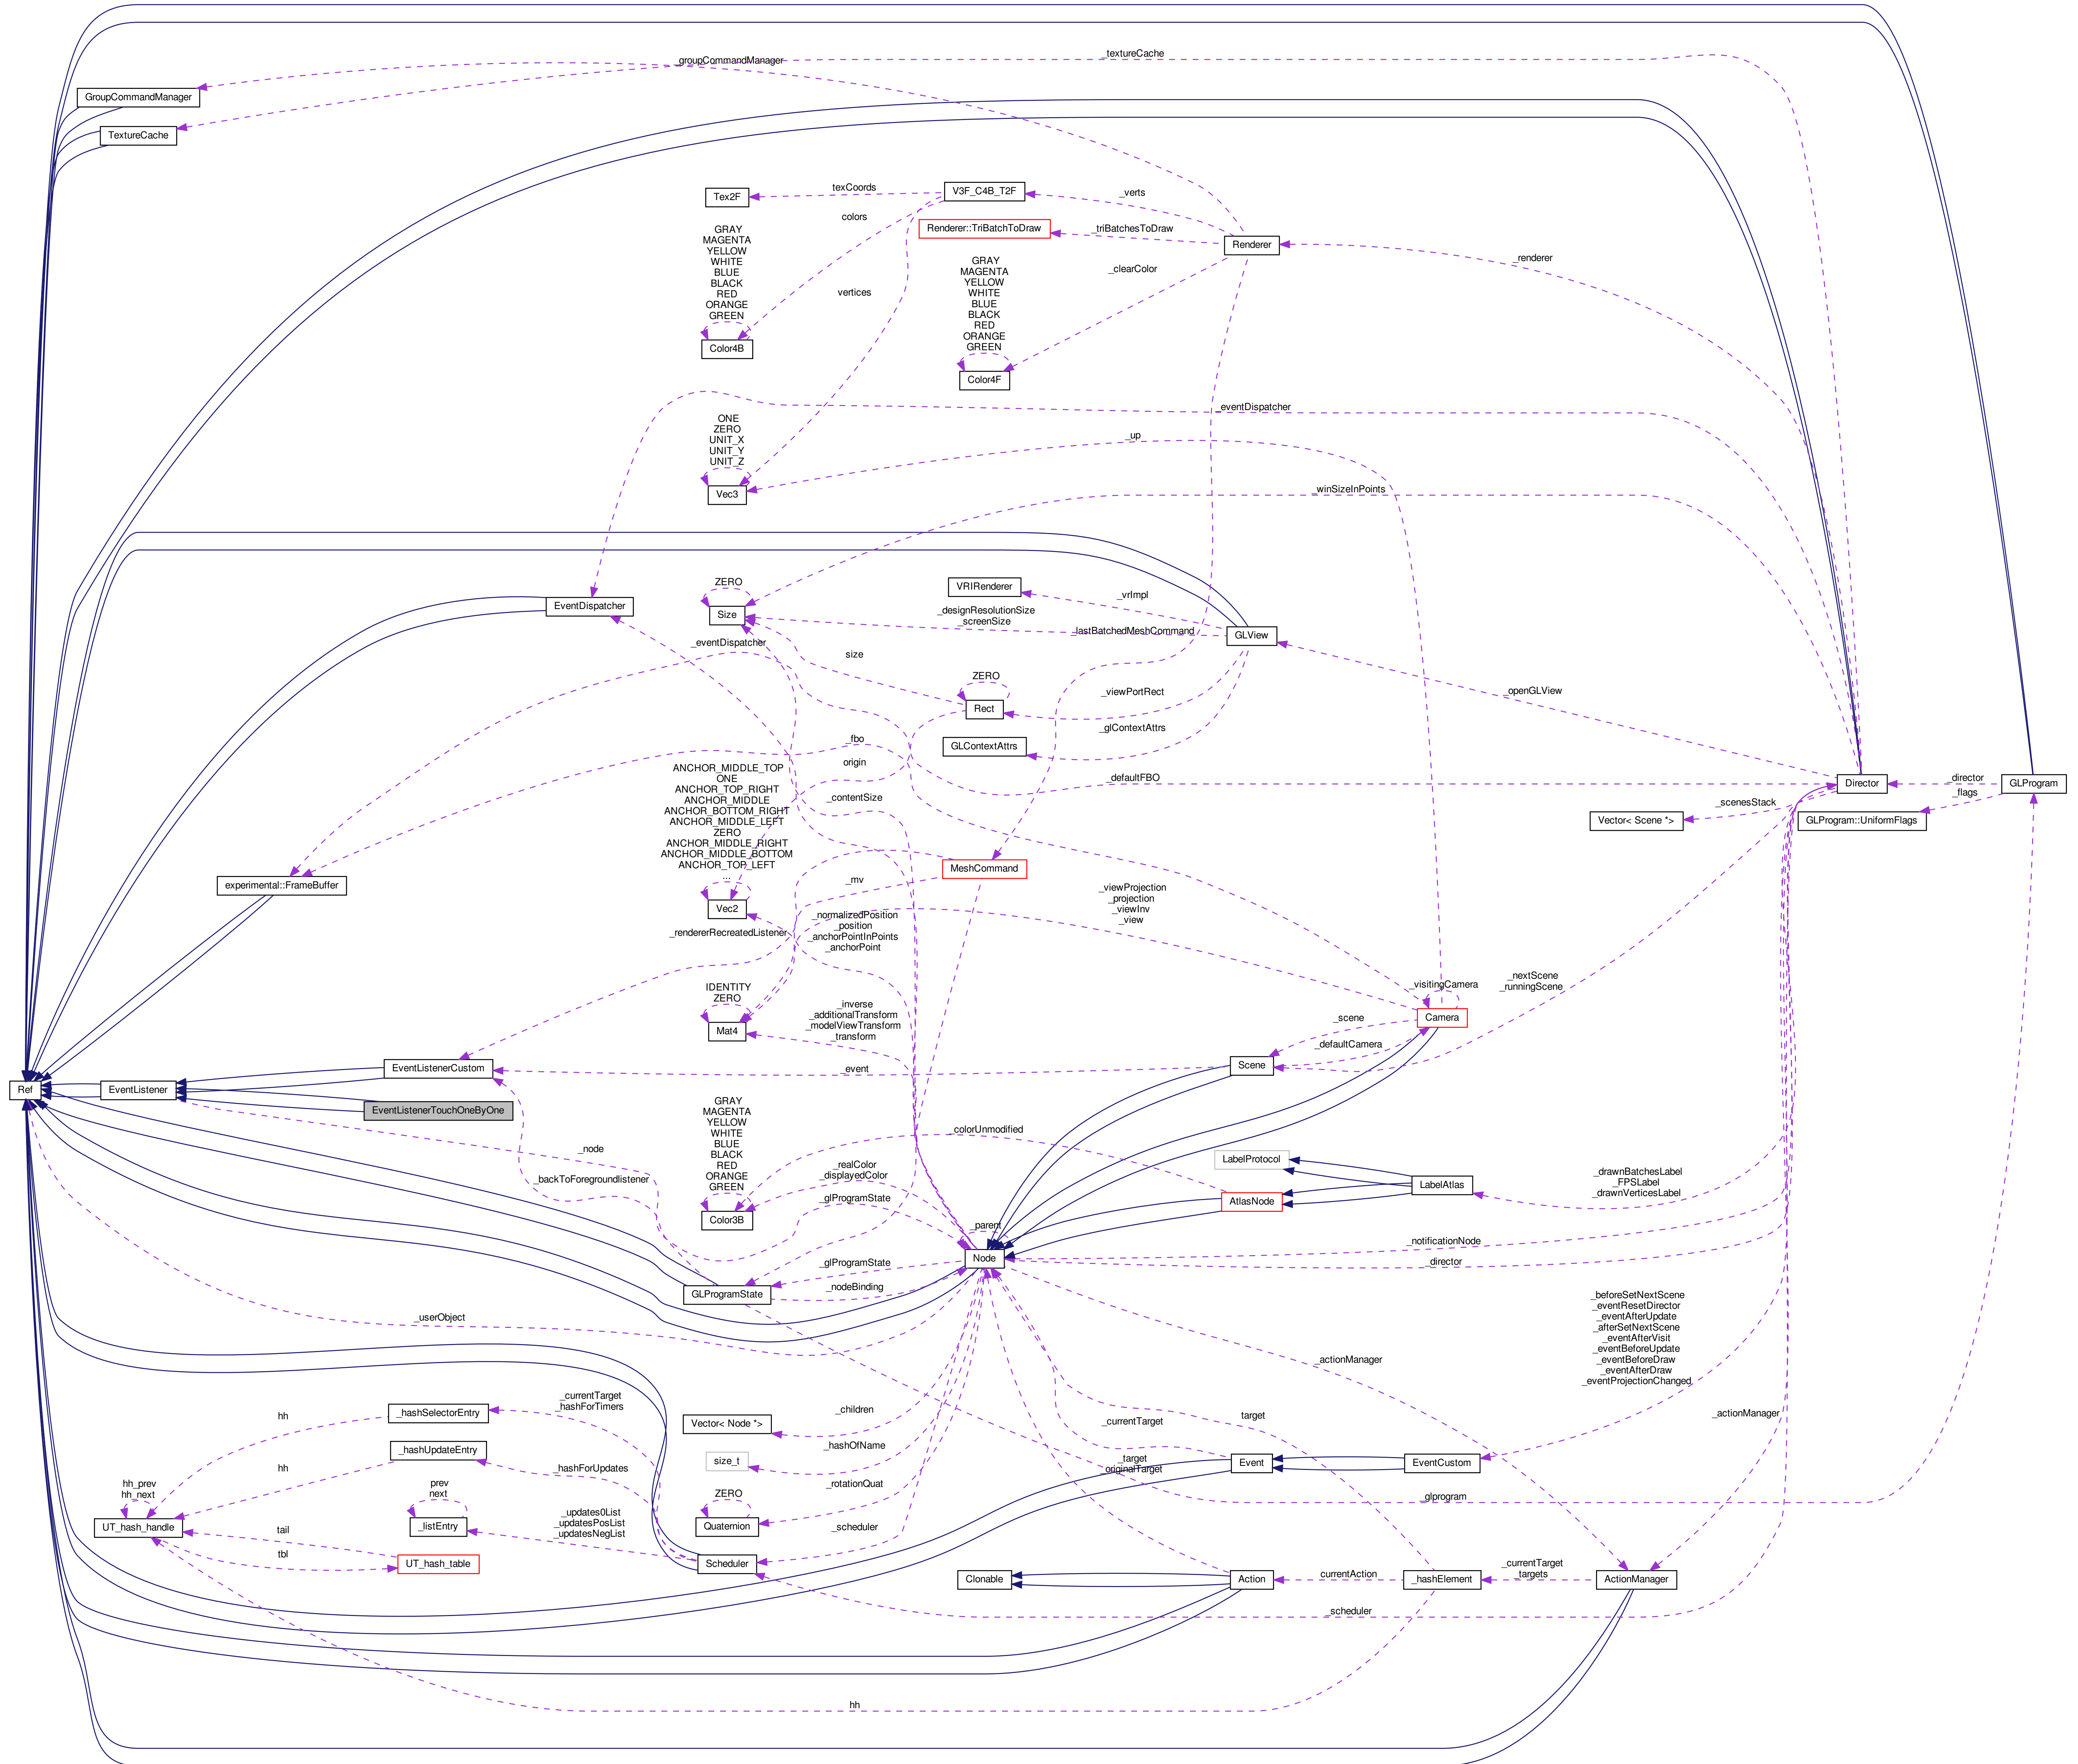 _textureCache
_groupCommandManager
GroupCommandManager
TextureCache
texCoords
V3F_C4B_T2F
_verts
Tex2F
colors
Renderer::TriBatchToDraw
_triBatchesToDraw
Renderer
_renderer
GRAY
MAGENTA
YELLOW
WHITE
BLUE
BLACK
RED
ORANGE
GREEN
Color4B
GRAY
MAGENTA
YELLOW
WHITE
BLUE
BLACK
RED
ORANGE
GREEN
Color4F
_clearColor
vertices
_eventDispatcher
ONE
ZERO
UNIT_X
UNIT_Y
UNIT_Z
Vec3
_up
_winSizeInPoints
ZERO
Size
VRIRenderer
_vrImpl
EventDispatcher
_designResolutionSize
_screenSize
_lastBatchedMeshCommand
GLView
_eventDispatcher
size
ZERO
Rect
_viewPortRect
_openGLView
_glContextAttrs
GLContextAttrs
_fbo
origin
_defaultFBO
Director
_director
GLProgram
_flags
GLProgram::UniformFlags
_scenesStack
Vector< Scene *>
ANCHOR_MIDDLE_TOP
ONE
ANCHOR_TOP_RIGHT
ANCHOR_MIDDLE
ANCHOR_BOTTOM_RIGHT
ANCHOR_MIDDLE_LEFT
ZERO
ANCHOR_MIDDLE_RIGHT
ANCHOR_MIDDLE_BOTTOM
ANCHOR_TOP_LEFT
...
Vec2
_contentSize
MeshCommand
experimental::FrameBuffer
_mv
_viewProjection
_projection
_viewInv
_view
_normalizedPosition
_position
_anchorPointInPoints
_anchorPoint
_rendererRecreatedListener
_nextScene
_runningScene
_visitingCamera
Camera
IDENTITY
ZERO
Mat4
_inverse
_additionalTransform
_modelViewTransform
_transform
_scene
_defaultCamera
Scene
EventListenerCustom
_event
Ref
EventListener
EventListenerTouchOneByOne
GRAY
MAGENTA
YELLOW
WHITE
BLUE
BLACK
RED
ORANGE
GREEN
Color3B
_colorUnmodified
_node
_backToForegroundlistener
_realColor
_displayedColor
_glProgramState
LabelProtocol
LabelAtlas
AtlasNode
_drawnBatchesLabel
_FPSLabel
_drawnVerticesLabel
_parent
Node
_notificationNode
_director
_glProgramState
_nodeBinding
GLProgramState
_userObject
_beforeSetNextScene
_eventResetDirector
_eventAfterUpdate
_afterSetNextScene
_eventAfterVisit
_eventBeforeUpdate
_eventBeforeDraw
_eventAfterDraw
_eventProjectionChanged
_actionManager
_currentTarget
_hashForTimers
_hashSelectorEntry
hh
_children
Vector< Node *>
_currentTarget
target
_actionManager
_hashUpdateEntry
hh
_hashForUpdates
_hashOfName
size_t
_target
_originalTarget
Event
EventCustom
hh_prev
hh_next
UT_hash_handle
prev
next
_listEntry
_updates0List
_updatesPosList
_updatesNegList
ZERO
Quaternion
_rotationQuat
_glprogram
tail
tbl
UT_hash_table
_scheduler
Scheduler
Clonable
Action
currentAction
_hashElement
_currentTarget
_targets
ActionManager
_scheduler
hh